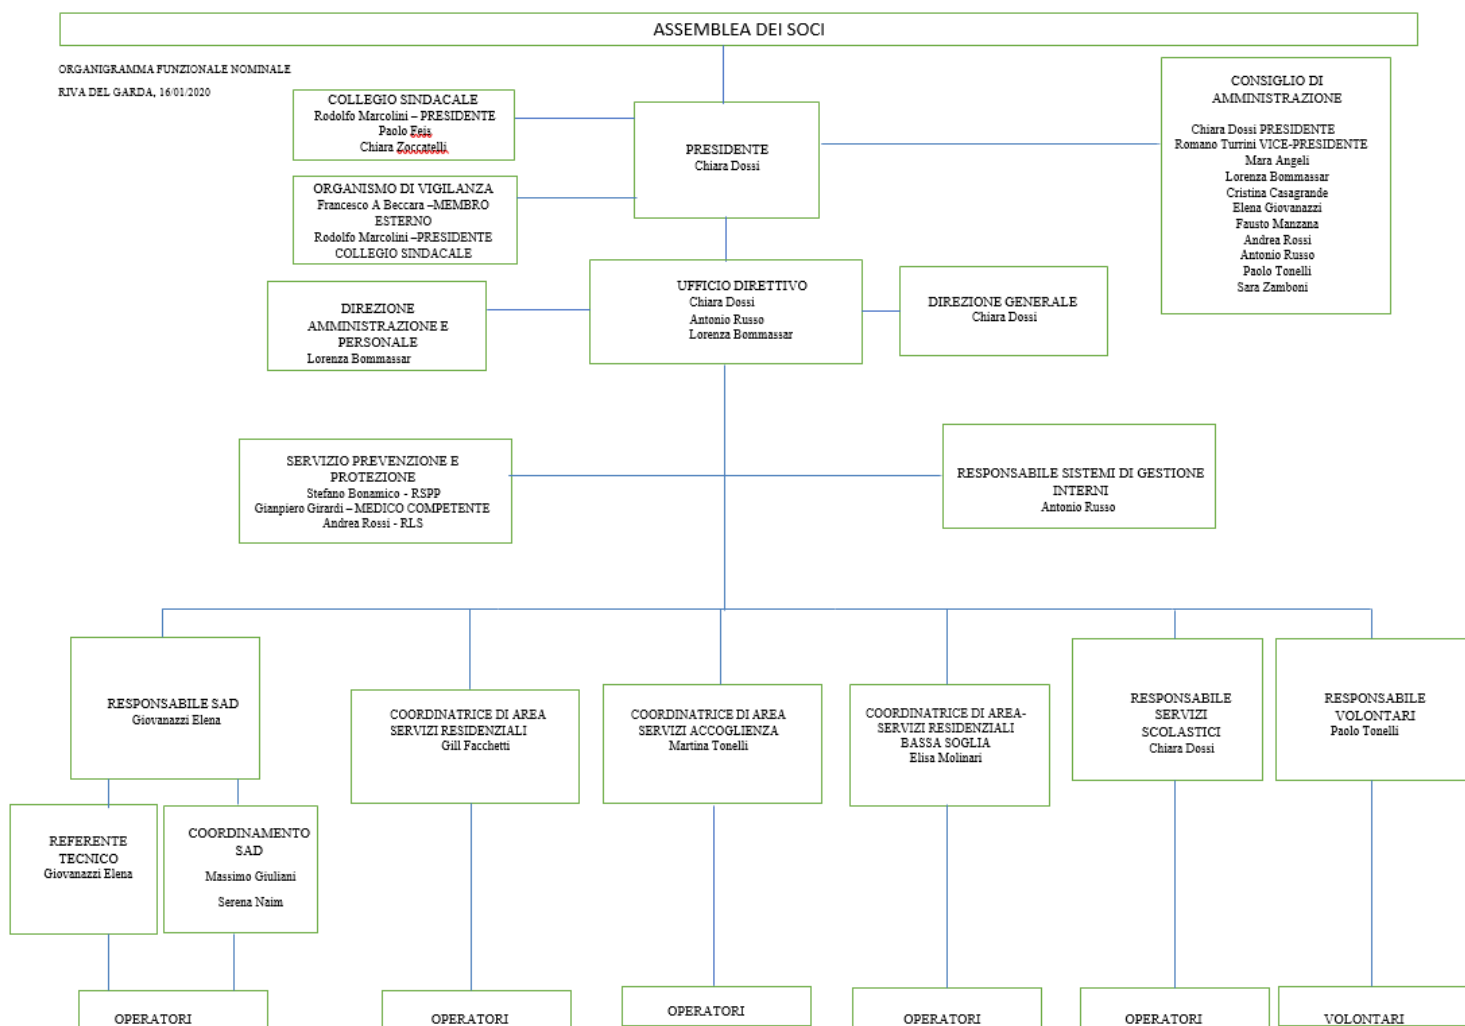 ASSEMBLEA DEI SOCI
ORGANIGRAMMA FUNZIONALE NOMINALE
RIVA DEL GARDA, 16/01/2020
COLLEGIO SINDACALE
Rodolfo Marcolini – PRESIDENTE
Paolo Feis
Chiara Zoccatelli
PRESIDENTE
Chiara Dossi
CONSIGLIO DI
AMMINISTRAZIONE
Chiara Dossi PRESIDENTE
Romano Turrini VICE-PRESIDENTE
Mara Angeli
Lorenza Bommassar
Cristina Casagrande
Elena Giovanazzi
Fausto Manzana
Andrea Rossi
Antonio Russo
Paolo Tonelli
Sara Zamboni
ORGANISMO DI VIGILANZA
Francesco A Beccara –MEMBRO
ESTERNO
Rodolfo Marcolini –PRESIDENTE
COLLEGIO SINDACALE
DIREZIONE
AMMINISTRAZIONE E
PERSONALE
Lorenza Bommassar
UFFICIO DIRETTIVO
Chiara Dossi
Antonio Russo
Lorenza Bommassar
DIREZIONE GENERALE
Chiara Dossi
SERVIZIO PREVENZIONE E
PROTEZIONE
Stefano Bonamico - RSPP
Gianpiero Girardi – MEDICO COMPETENTE
Andrea Rossi - RLS
RESPONSABILE SISTEMI DI GESTIONE
INTERNI
Antonio Russo
RESPONSABILE SAD
Giovanazzi Elena
COORDINATRICE DI AREA
SERVIZI RESIDENZIALI
Gill Facchetti
COORDINATRICE DI AREA
SERVIZI ACCOGLIENZA
Martina Tonelli
COORDINATRICE DI AREA-
SERVIZI RESIDENZIALI
BASSA SOGLIA
Elisa Molinari
RESPONSABILE
SERVIZI
SCOLASTICI
Chiara Dossi
RESPONSABILE
VOLONTARI
Paolo Tonelli
REFERENTE
TECNICO
Giovanazzi Elena
COORDINAMENTO
SAD
Massimo Giuliani
Serena Naim
OPERATORI
OPERATORI
OPERATORI
OPERATORI
OPERATORI
VOLONTARI